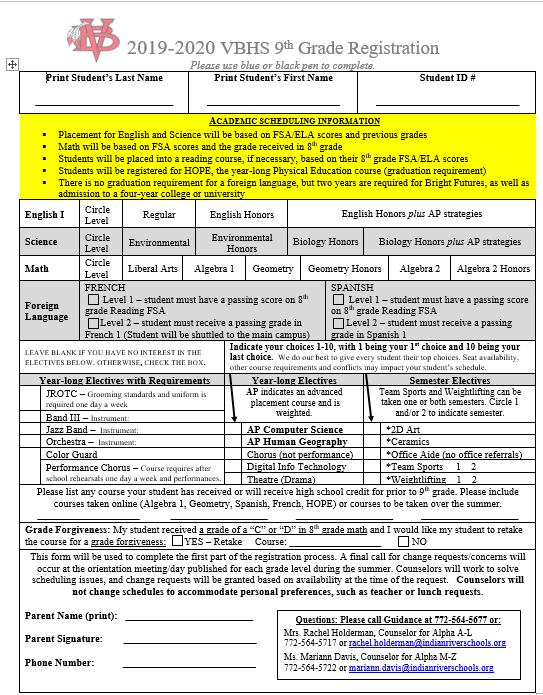 2019-2020 VBHS 9th Grade Registration
Please use blue or black pen to complete.
Print Student's Last Name
Print Student's First Name
Student ID #
ACADEMIC SCHEDULING INFORMATION
▪ Placement for English and Science will be based on FSA/ELA scores and previous grades
▪ Math will be based on FSA scores and the grade received in 8th grade
▪ Students will be placed into a reading course, if necessary, based on their 8th grade FSA/ELA scores
▪ Students will be registered for HOPE, the year-long Physical Education course (graduation requirement)
▪ There is no graduation requirement for a foreign language, but two years are required for Bright Futures, as well as
admission to a four-year college or university
English I Circle Level Regular English Honors English Honors plus AP strategies
Science Circle Level Environmental Environmental Honors Biology Honors Biology Honors plus AP strategies
Math Circle Level Liberal Arts Algebra 1 Geometry Geometry Honors Algebra 2 Algebra 2 Honors
Foreign Language
FRENCH
Level 1 – student must have a passing score on 8th
grade Reading FSA
Level 2 – student must receive a passing grade in
French 1 (Student will be shuttled to the main campus)
SPANISH
Level 1 – student must have a passing score
on 8th grade Reading FSA
Level 2 – student must receive a passing
grade in Spanish 1
LEAVE BLANK IF YOU HAVE NO INTEREST IN THE
ELECTIVES BELOW. OTHERWISE, CHECK THE BOX.
Indicate your choices 1-10, with 1 being your 1st choice and 10 being your
last choice. We do our best to give every student their top choices. Seat availability,
other course requirements and conflicts may impact your student's schedule.
Year-long Electives with Requirements
JROTC – Grooming standards and uniform is
required one day a week
Band III – Instrument:
Jazz Band – Instrument:
Orchestra – Instrument:
Color Guard
Performance Chorus – Course requires after
school rehearsals one day a week and performances.
Year-long Electives
AP indicates an advanced
placement course and is
weighted.
AP Computer Science
AP Human Geography
Chorus (not performance)
Digital Info Technology
Theatre (Drama)
Semester Electives
Team Sports and Weightlifting can be
taken one or both semesters. Circle 1
and/or 2 to indicate semester.
*2D Art
*Ceramics
*Office Aide (no office referrals)
*Team Sports 1 2
*Weightlifting 1 2
Please list any course your student has received or will receive high school credit for prior to 9th grade. Please include
courses taken online (Algebra 1, Geometry, Spanish, French, HOPE) or courses to be taken over the summer.
Grade Forgiveness: My student received a grade of a "C" or "D" in 8th grade math and I would like my student to retake
the course for a grade forgiveness: YES – Retake Course: NO
This form will be used to complete the first part of the registration process. A final call for change requests/concerns will
occur at the orientation meeting/day published for each grade level during the summer. Counselors will work to solve
scheduling issues, and change requests will be granted based on availability at the time of the request. Counselors will
not change schedules to accommodate personal preferences, such as teacher or lunch requests.
Parent Name (print):
Parent Signature:
Phone Number:
Questions: Please call Guidance at 772-564-5677 or:
Mrs. Rachel Holderman, Counselor for Alpha A-L
772-564-5717 or rachel.holderman@indianriverschools.org
Ms. Mariann Davis, Counselor for Alpha M-Z
772-564-5722 or mariann.davis@indianriverschools.org